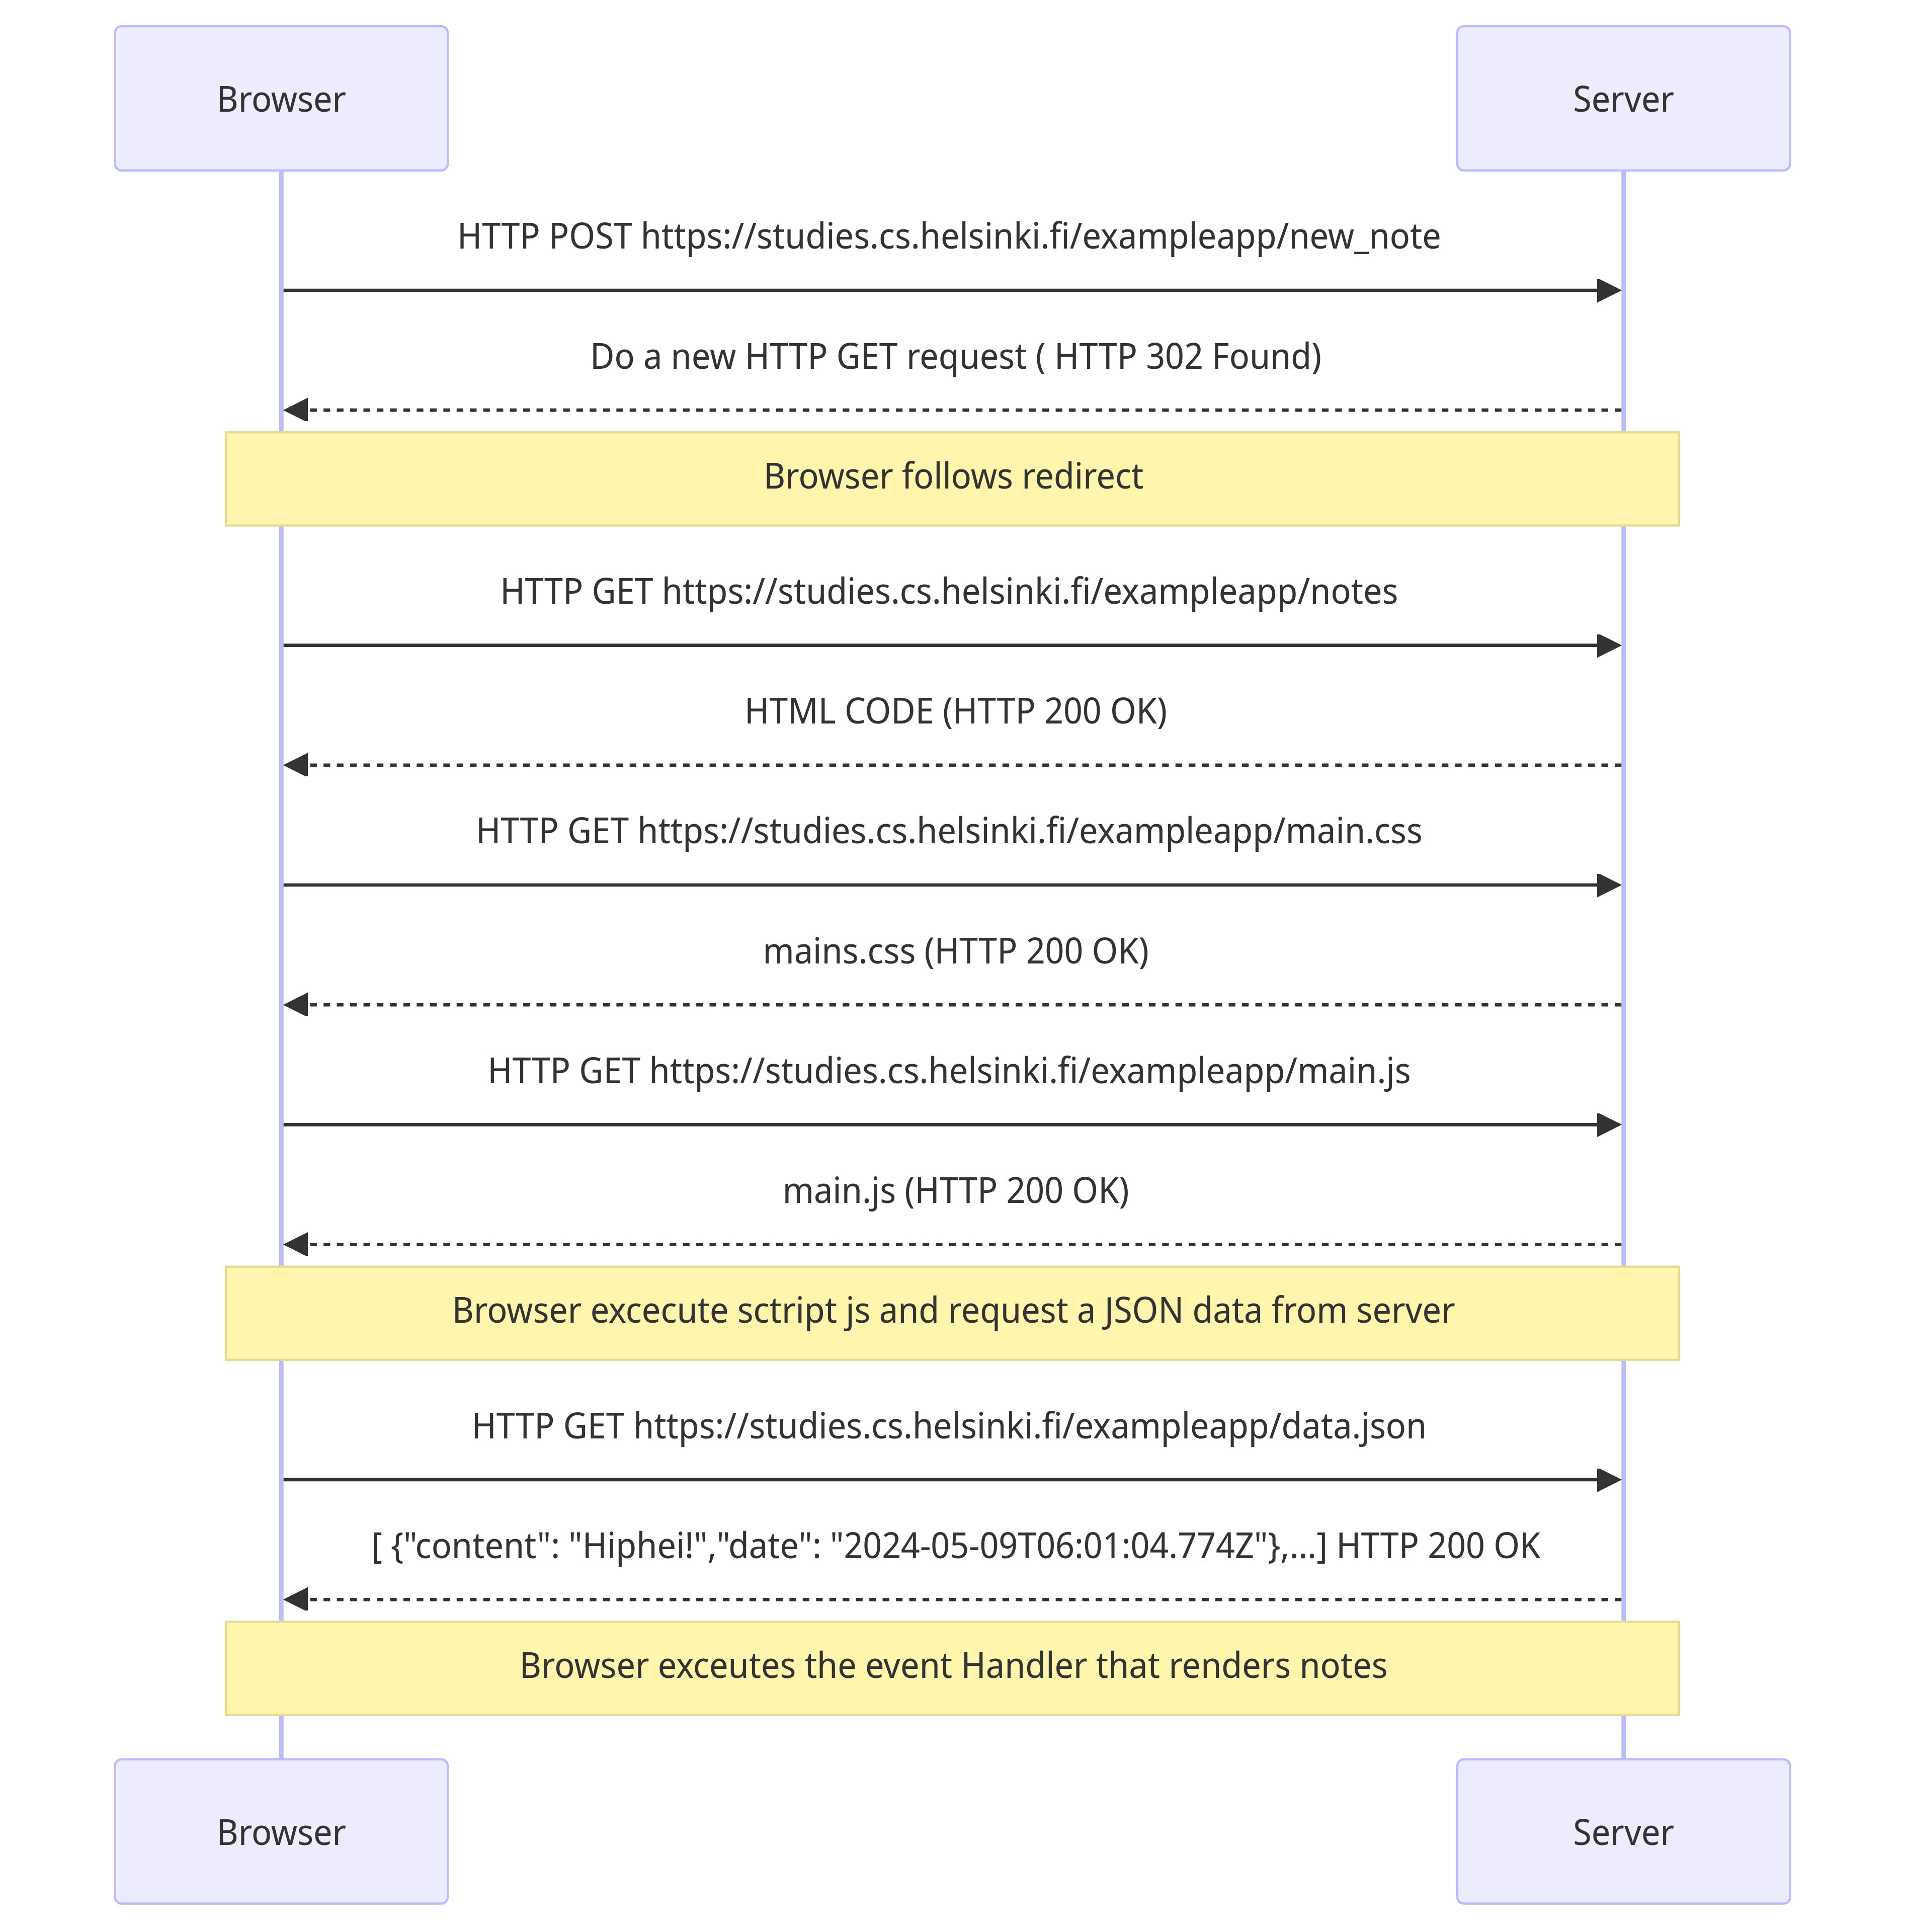 Browser
Server
HTTP POST https://studies.cs.helsinki.fi/exampleapp/new_note
Do a new HTTP GET request ( HTTP 302 Found)
Browser follows redirect
HTTP GET https://studies.cs.helsinki.fi/exampleapp/notes
HTML CODE (HTTP 200 OK)
HTTP GET https://studies.cs.helsinki.fi/exampleapp/main.css
mains.css (HTTP 200 OK)
HTTP GET https://studies.cs.helsinki.fi/exampleapp/main.js
main.js (HTTP 200 OK)
Browser excecute sctript js and request a JSON data from server
HTTP GET https://studies.cs.helsinki.fi/exampleapp/data.json
[ {"content": "Hiphei!","date": "2024-05-09T06:01:04.774Z"},...] HTTP 200 OK
Browser exceutes the event Handler that renders notes
Browser
Server